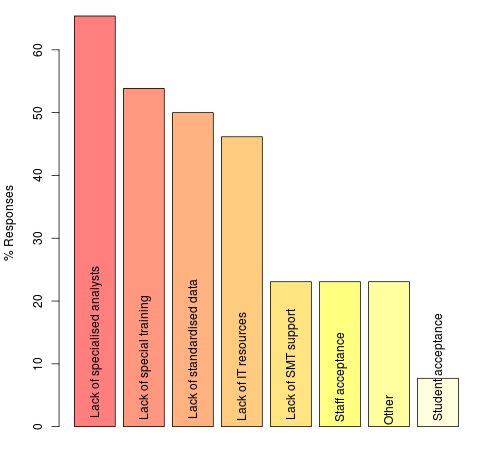 % Responses
60
50
40
30
20
10
0
Lack of specialised analysts
Lack of special training
Lack of standardised data
Lack of IT resources
Lack of SMT support
Staff acceptance
Other
Student acceptance